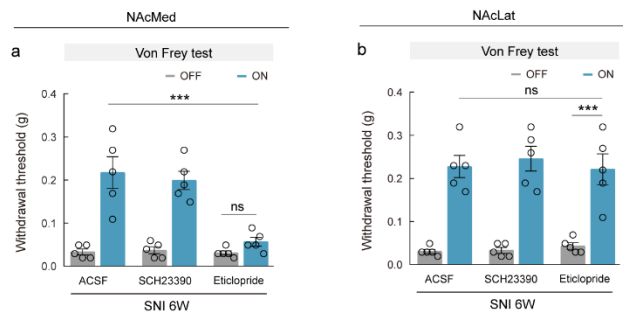 NAcMed
a
Von Frey test
OFF ON
***
ns
Withdrawal threshold (g)
0.4
0.3
0.2
0.1
0.0
ACSF SCH23390 Eticlopride
SNI 6W
NAcLat
b
Von Frey test
OFF ON
ns
***
Withdrawal threshold (g)
0.4
0.3
0.2
0.1
0.0
ACSF SCH23390 Eticlopride
SNI 6W